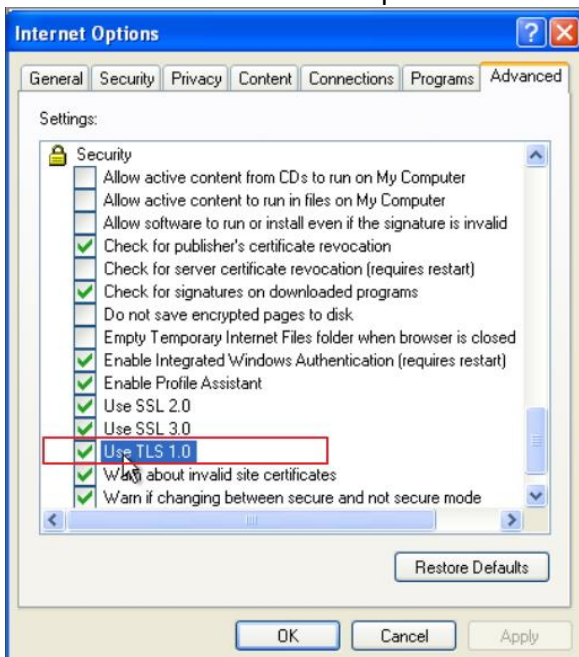 Internet Options
General Security Privacy Content Connections Programs Advanced
Settings:
Security
Allow active content from CDs to run on My Computer
Allow active content to run in files on My Computer
Allow software to run or install even if the signature is invalid
Check for publisher's certificate revocation
Check for server certificate revocation (requires restart)
Check for signatures on downloaded programs
Do not save encrypted pages to disk
Empty Temporary Internet Files folder when browser is closed
Enable Integrated Windows Authentication (requires restart)
Enable Profile Assistant
Use SSL 2.0
Use SSL 3.0
Use TLS 1.0
Warn about invalid site certificates
Warn if changing between secure and not secure mode
Restore Defaults
OK Cancel Apply